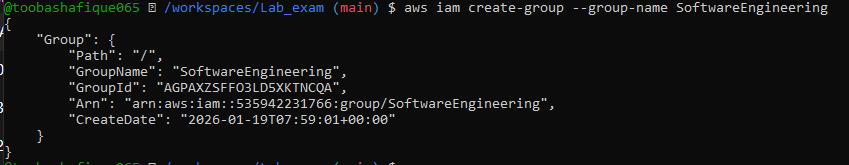 @toobashafique065 /workspaces/Lab_exam (main) $ aws iam create-group --group-name SoftwareEngineering
{
    "Group": {
        "Path": "/",
        "GroupName": "SoftwareEngineering",
        "GroupId": "AGPAXZSFFO3LD5XKTNCQA",
        "Arn": "arn:aws:iam::535942231766:group/SoftwareEngineering",
        "CreateDate": "2026-01-19T07:59:01+00:00"
    }
}